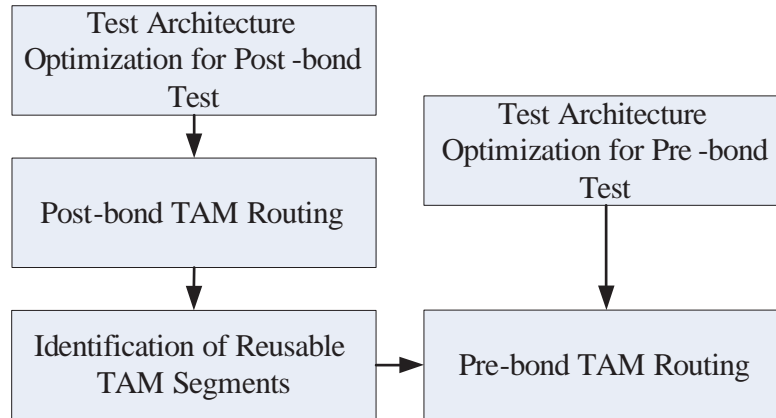 Test Architecture
Optimization for Post -bond
Test
Post-bond TAM Routing
Identification of Reusable
TAM Segments
Test Architecture
Optimization for Pre -bond
Test
Pre-bond TAM Routing